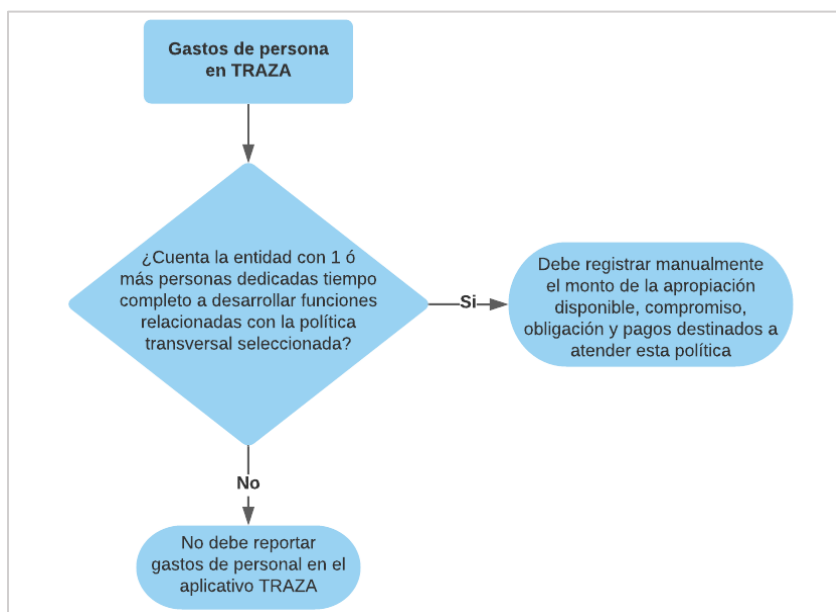 Gastos de persona
en TRAZA
¿Cuenta la entidad con 1 ó
más personas dedicadas tiempo
completo a desarrollar funciones
relacionadas con la política
transversal seleccionada?
Si
Debe registrar manualmente
el monto de la apropiación
disponible, compromiso,
obligación y pagos destinados a
atender esta política
No
No debe reportar
gastos de personal en el
aplicativo TRAZA